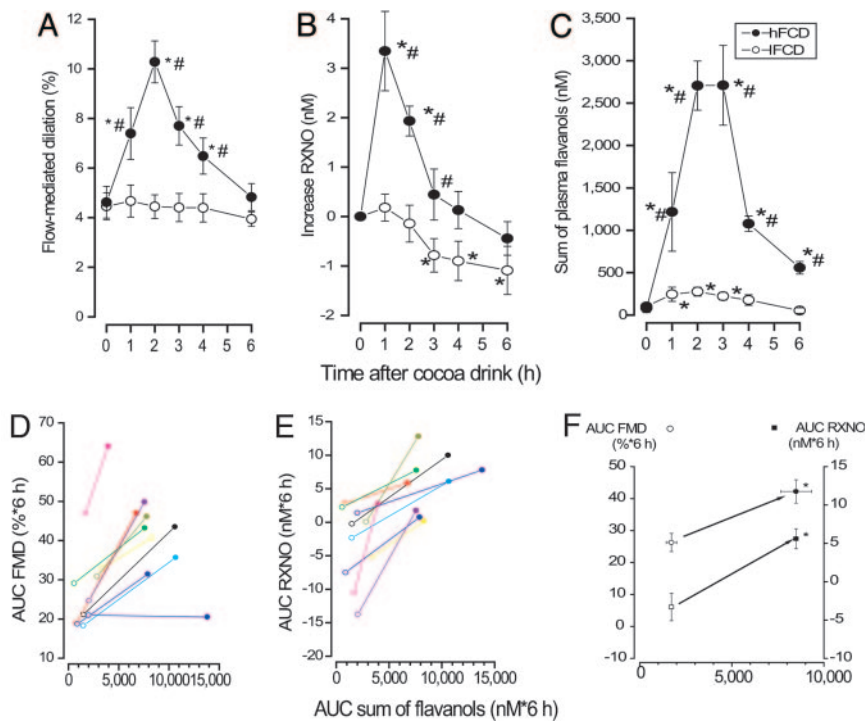 A
B
C
Flow-mediated dilation (%)
12
10
8
6
4
2
0
0 1 2 3 4 5 6
*#
*#
*#
*#
Increase RXNO (nM)
4
3
2
1
0
-1
-2
0 1 2 3 4 5 6
*#
*#
#
*
*
*
Sum of plasma flavanols (nM)
3,500
3,000
2,500
2,000
1,500
1,000
500
0
0 1 2 3 4 5 6
hFCD
lFCD
*#
*#
*#
*#
*#
*
*
*
Time after cocoa drink (h)
D
E
F
AUC FMD (%*6 h)
70
60
50
40
30
20
10
0 5,000 10,000 15,000
AUC RXNO (nM*6 h)
15
10
5
0
-5
-10
-15
-20
0 5,000 10,000 15,000
AUC FMD
(%*6 h)
AUC RXNO
(nM*6 h)
50
40
30
20
10
0
-10
15
10
5
0
-5
-10
*
*
0 5,000 10,000
AUC sum of flavanols (nM*6 h)